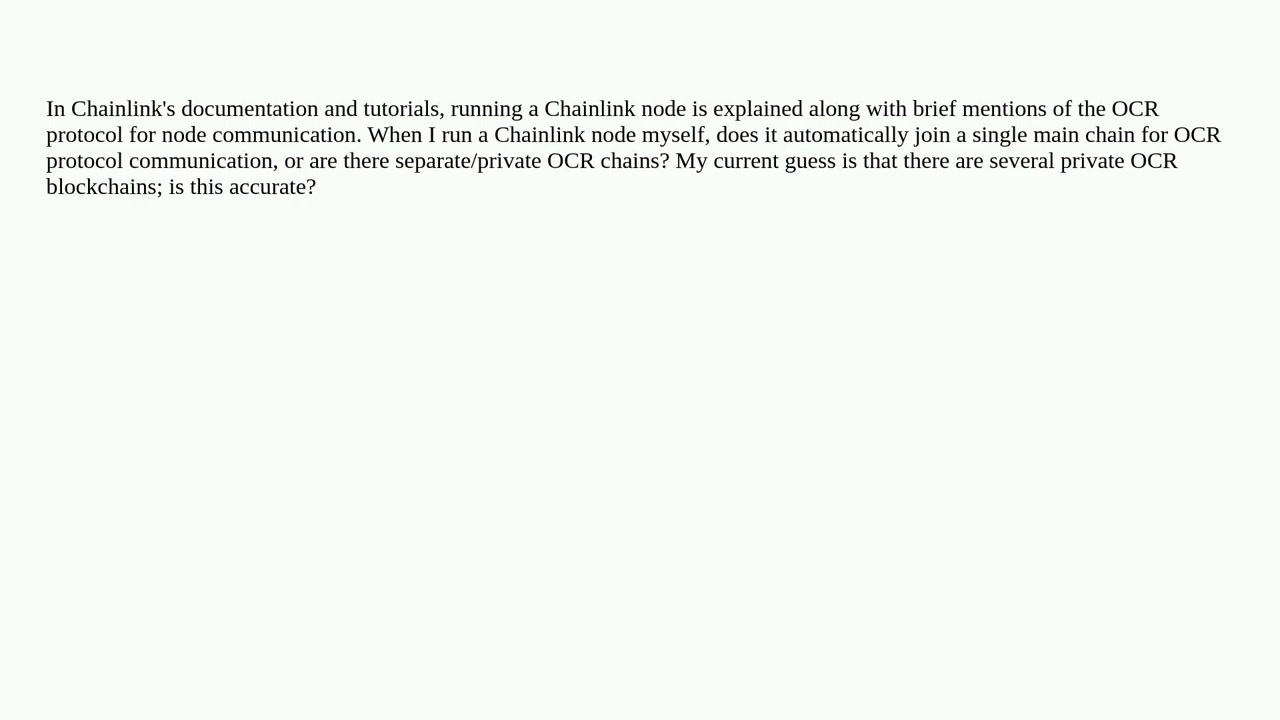 In Chainlink's documentation and tutorials, running a Chainlink node is explained along with brief mentions of the OCR
protocol for node communication. When I run a Chainlink node myself, does it automatically join a single main chain for OCR
protocol communication, or are there separate/private OCR chains? My current guess is that there are several private OCR
blockchains; is this accurate?